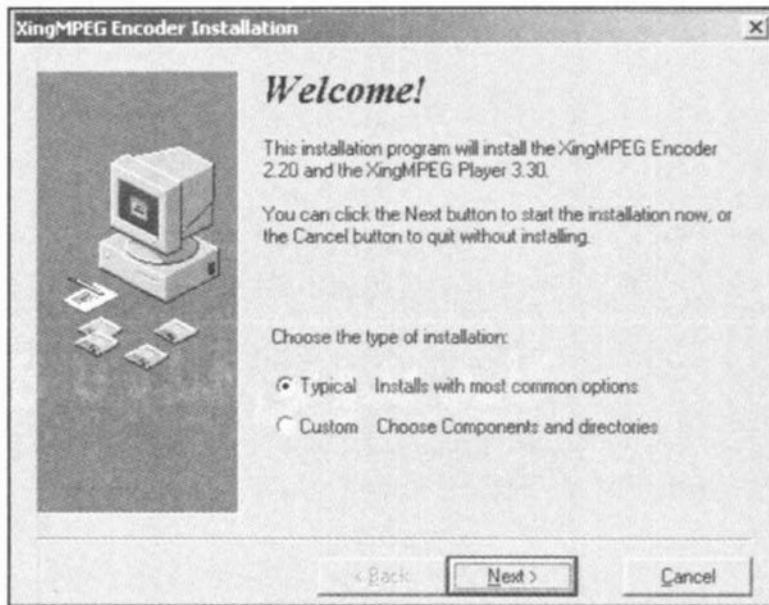 XingMPEG Encoder Installation
Welcome!
This installation program will install the XingMPEG Encoder
2.20 and the XingMPEG Player 3.30.
You can click the Next button to start the installation now, or
the Cancel button to quit without installing.
Choose the type of installation:
Typical Installs with most common options
Custom Choose Components and directories
< Back
Next >
Cancel